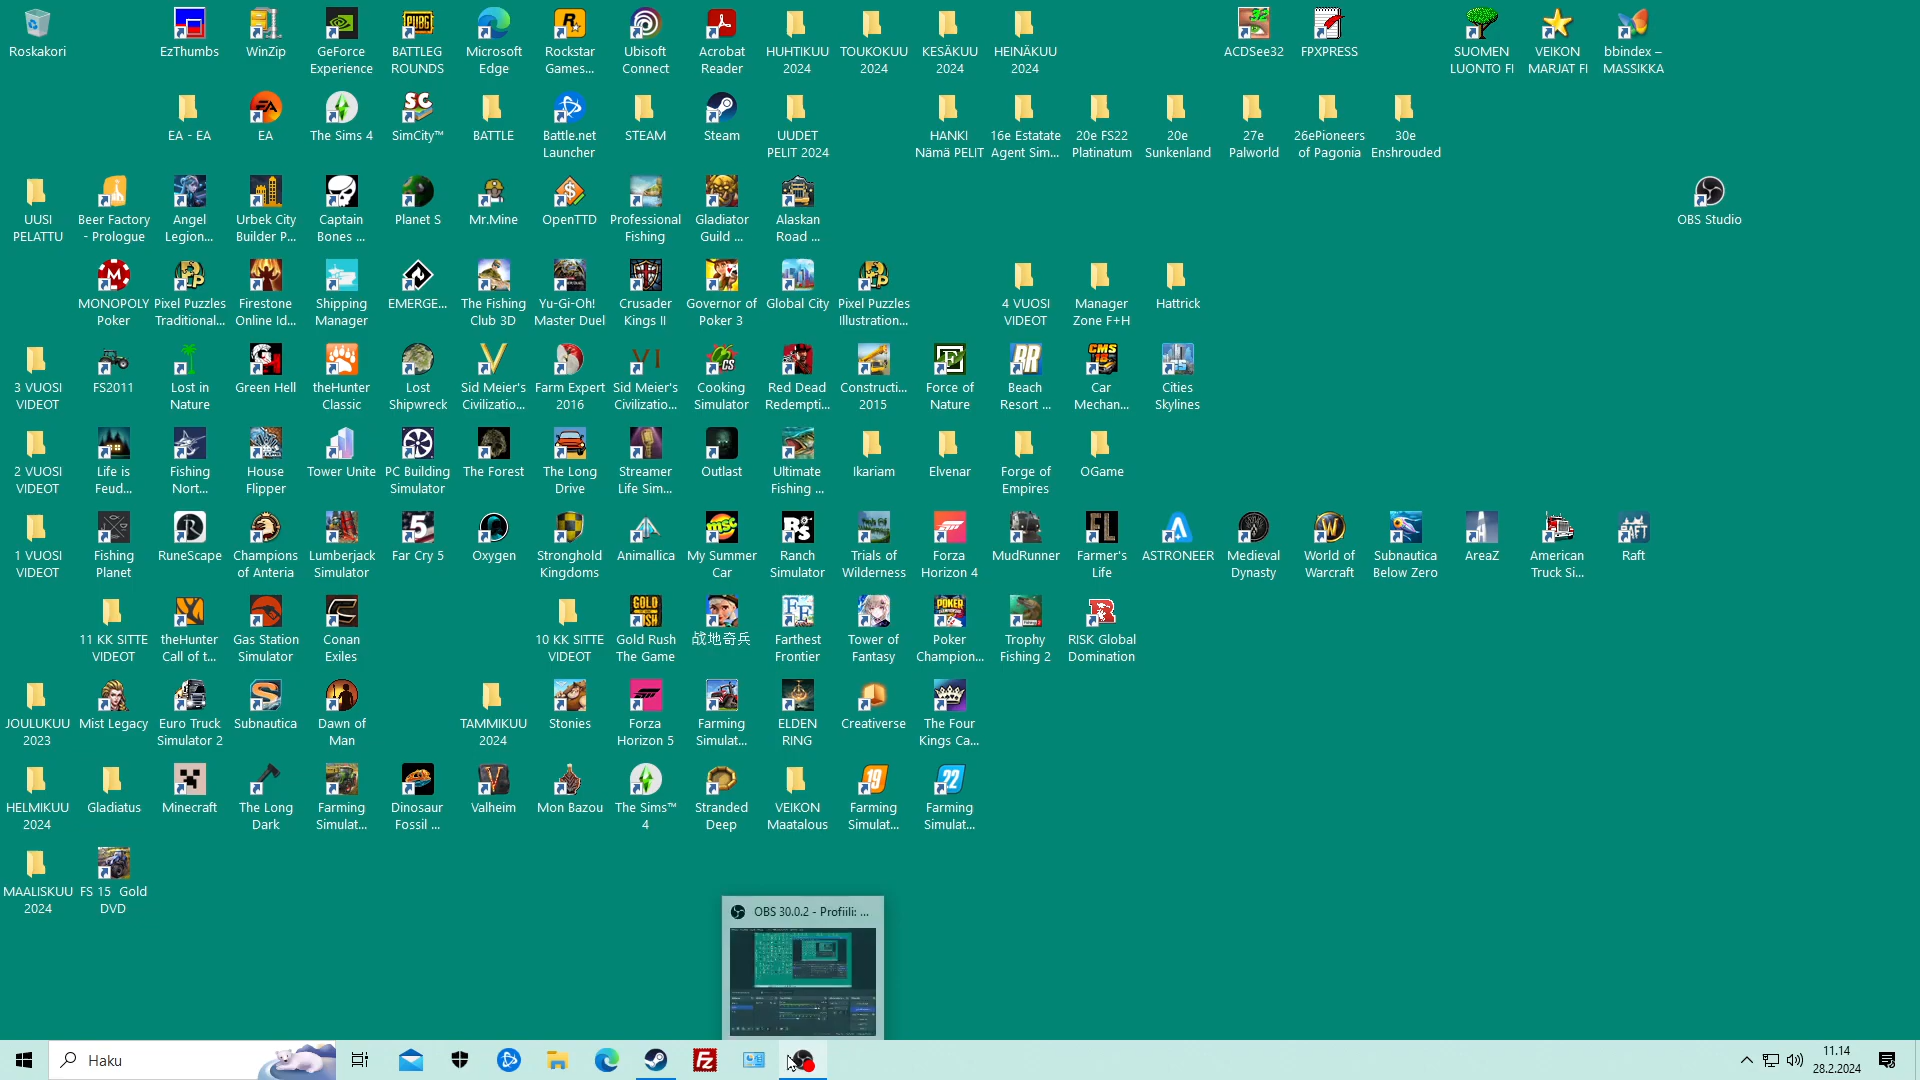 Roskakori
EzThumbs
WinZip
GeForce
Experience
BATTLEG
ROUNDS
Microsoft
Edge
Rockstar
Games...
Ubisoft
Connect
Acrobat
Reader
HUHTIKUU
2024
TOUKOKUU
2024
KESÄKUU
2024
HEINÄKUU
2024
ACDSee32
FPXPRESS
SUOMEN
LUONTO FI
VEIKON
MARJAT FI
bbindex –
MASSIKKA
EA - EA
EA
The Sims 4
SimCity™
BATTLE
Battle.net
Launcher
STEAM
Steam
UUDET
PELIT 2024
HANKI
Nämä PELIT
16e Estatate
Agent Sim...
20e FS22
Platinatum
20e
Sunkenland
27e
Palworld
26ePioneers
of Pagonia
30e
Enshrouded
UUSI
PELATTU
Beer Factory
- Prologue
Angel
Legion...
Urbek City
Builder P...
Captain
Bones ...
Planet S
Mr.Mine
OpenTTD
Professional
Fishing
Gladiator
Guild ...
Alaskan
Road ...
OBS Studio
MONOPOLY
Poker
Pixel Puzzles
Traditional...
Firestone
Online Id...
Shipping
Manager
EMERGE...
The Fishing
Club 3D
Yu-Gi-Oh!
Master Duel
Crusader
Kings II
Governor of
Poker 3
Global City
Pixel Puzzles
Illustration...
4 VUOSI
VIDEOT
Manager
Zone F+H
Hattrick
3 VUOSI
VIDEOT
FS2011
Lost in
Nature
Green Hell
theHunter
Classic
Lost
Shipwreck
Sid Meier's
Civilizatio...
Farm Expert
2016
Sid Meier's
Civilizatio...
Cooking
Simulator
Red Dead
Redempti...
Constructi...
2015
Force of
Nature
Beach
Resort ...
Car
Mechan...
Cities
Skylines
2 VUOSI
VIDEOT
Life is
Feud...
Fishing
Nort...
House
Flipper
Tower Unite
PC Building
Simulator
The Forest
The Long
Drive
Streamer
Life Sim...
Outlast
Ultimate
Fishing ...
Ikariam
Elvenar
Forge of
Empires
OGame
1 VUOSI
VIDEOT
Fishing
Planet
RuneScape
Champions
of Anteria
Lumberjack
Simulator
Far Cry 5
Oxygen
Stronghold
Kingdoms
Animallica
My Summer
Car
Ranch
Simulator
Trials of
Wilderness
Forza
Horizon 4
MudRunner
Farmer's
Life
ASTRONEER
Medieval
Dynasty
World of
Warcraft
Subnautica
Below Zero
AreaZ
American
Truck Si...
Raft
11 KK SITTE
VIDEOT
theHunter
Call of t...
Gas Station
Simulator
Conan
Exiles
10 KK SITTE
VIDEOT
Gold Rush
The Game
战地奇兵
Farthest
Frontier
Tower of
Fantasy
Poker
Champion...
Trophy
Fishing 2
RISK Global
Domination
JOULUKUU
2023
Mist Legacy
Euro Truck
Simulator 2
Subnautica
Dawn of
Man
TAMMIKUU
2024
Stonies
Forza
Horizon 5
Farming
Simulat...
ELDEN
RING
Creativerse
The Four
Kings Ca...
HELMIKUU
2024
Gladiatus
Minecraft
The Long
Dark
Farming
Simulat...
Dinosaur
Fossil ...
Valheim
Mon Bazou
The Sims™
4
Stranded
Deep
VEIKON
Maatalous
Farming
Simulat...
Farming
Simulat...
MAALISKUU
2024
FS 15 Gold
DVD
OBS 30.0.2 - Profiili: ...
Haku
11.14
28.2.2024